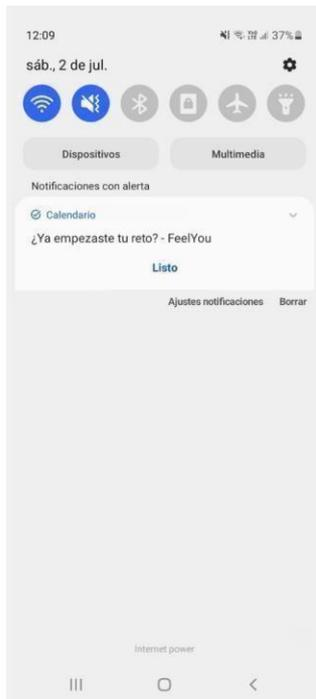 12:09 37%
sáb., 2 de jul.
Dispositivos Multimedia
Notificaciones con alerta
Calendario
¿Ya empezaste tu reto? - FeelYou
Listo
Ajustes notificaciones Borrar
Internet power